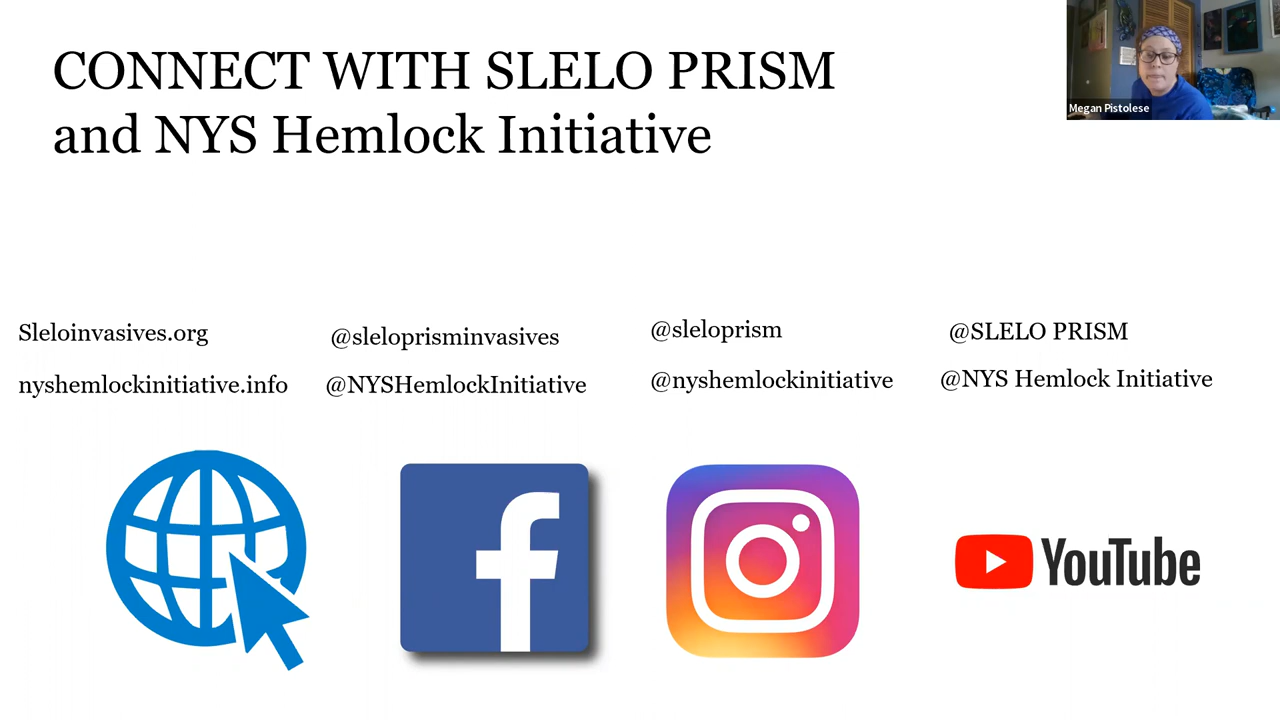 CONNECT WITH SLELO PRISM
and NYS Hemlock Initiative
Megan Pistolese
Sleloinvasives.org
@sleloprisminvasives
@sleloprism
@SLELO PRISM
nyshemlockinitiative.info
@NYSHemlockInitiative
@nyshemlockinitiative
@NYS Hemlock Initiative
f
YouTube